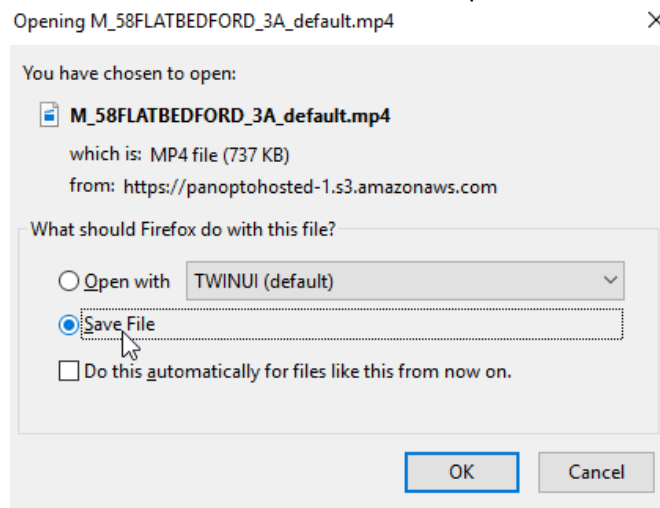 Opening M_58FLATBEDFORD_3A_default.mp4
You have chosen to open:
M_58FLATBEDFORD_3A_default.mp4
which is: MP4 file (737 KB)
from: https://panoptohosted-1.s3.amazonaws.com
What should Firefox do with this file?
Open with TWINUI (default)
Save File
Do this automatically for files like this from now on.
OK Cancel